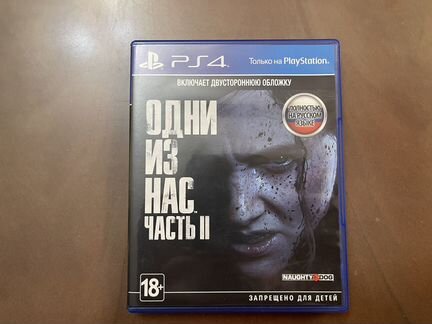 PS4
Только на PlayStation.
ВКЛЮЧАЕТ ДВУСТОРОННЮЮ ОБЛОЖКУ
ПОЛНОСТЬЮ
НА РУССКОМ
ЯЗЫКЕ
ОДНИ
ИЗ
НАС
ЧАСТЬ II
18+
NAUGHTY DOG
ЗАПРЕЩЕНО ДЛЯ ДЕТЕЙ